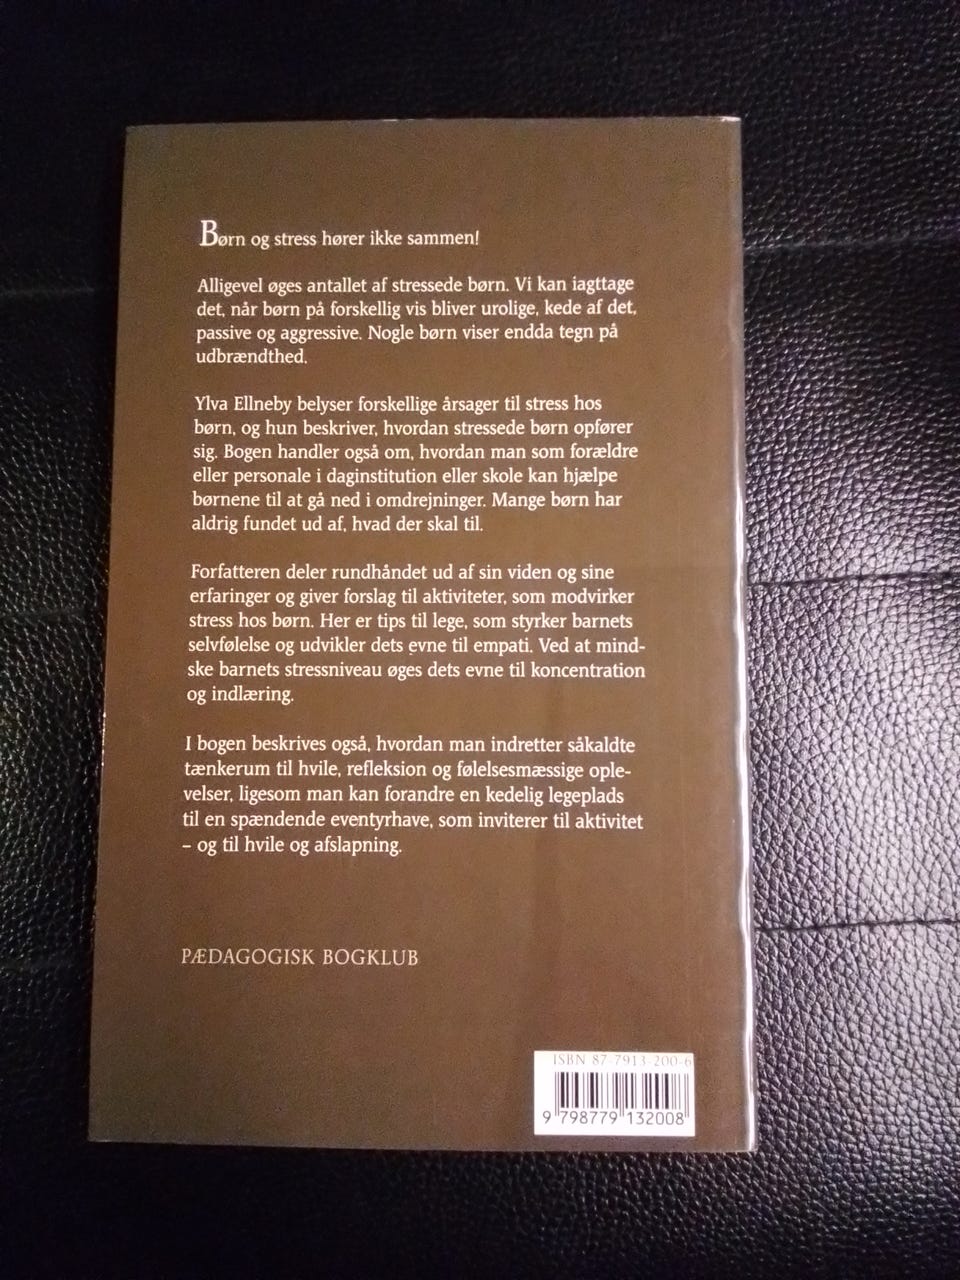 Børn og stress hører ikke sammen!
Alligevel øges antallet af stressede børn. Vi kan iagttage
det, når børn på forskellig vis bliver urolige, kede af det,
passive og aggressive. Nogle børn viser endda tegn på
udbrændthed.
Ylva Ellneby belyser forskellige årsager til stress hos
børn, og hun beskriver, hvordan stressede børn opfører
sig. Bogen handler også om, hvordan man som forældre
eller personale i daginstitution eller skole kan hjælpe
børnene til at gå ned i omdrejninger. Mange børn har
aldrig fundet ud af, hvad der skal til.
Forfatteren deler rundhåndet ud af sin viden og sine
erfaringer og giver forslag til aktiviteter, som modvirker
stress hos børn. Her er tips til lege, som styrker barnets
selvfølelse og udvikler dets evne til empati. Ved at mind-
ske barnets stressniveau øges dets evne til koncentration
og indlæring.
I bogen beskrives også, hvordan man indretter såkaldte
tænkerum til hvile, refleksion og følelsesmæssige ople-
velser, ligesom man kan forandre en kedelig legeplads
til en spændende eventyrhave, som inviterer til aktivitet
– og til hvile og afslapning.
PÆDAGOGISK BOGKLUB
ISBN 87-7913-200-6
9 798779 132008